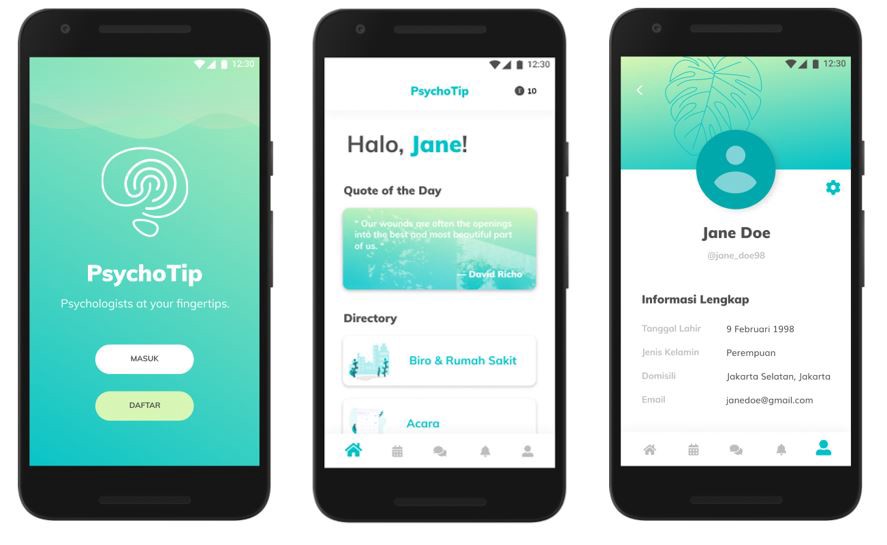 12:30
PsychoTip
Psychologists at your fingertips.
MASUK
DAFTAR
12:30
PsychoTip
10
Halo, Jane!
Quote of the Day
" Our wounds are often the openings
into the best and most beautiful part
of us. "
— David Richo
Directory
Biro & Rumah Sakit
Acara
12:30
Jane Doe
@jane_doe98
Informasi Lengkap
Tanggal Lahir 9 Februari 1998
Jenis Kelamin Perempuan
Domisili Jakarta Selatan, Jakarta
Email janedoe@gmail.com